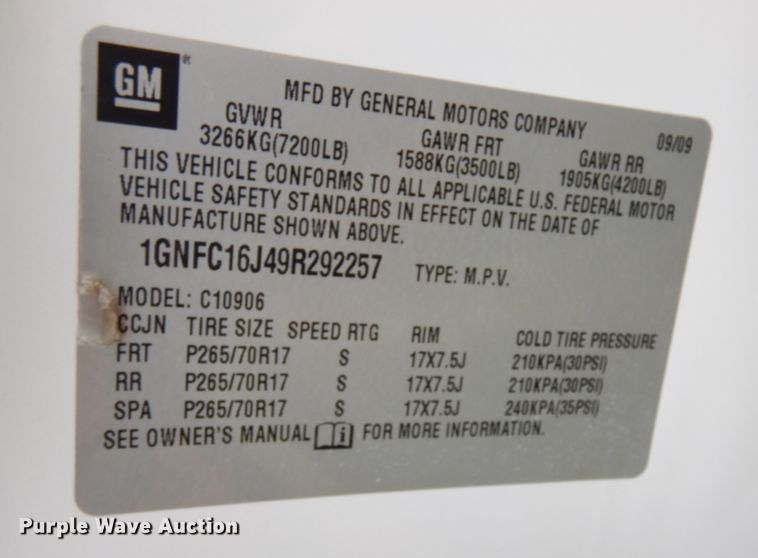 GM®
MFD BY GENERAL MOTORS COMPANY 09/09
GVWR GAWR FRT GAWR RR
3266KG(7200LB) 1588KG(3500LB) 1905KG(4200LB)
THIS VEHICLE CONFORMS TO ALL APPLICABLE U.S. FEDERAL MOTOR
VEHICLE SAFETY STANDARDS IN EFFECT ON THE DATE OF
MANUFACTURE SHOWN ABOVE.
1GNFC16J49R292257 TYPE: M.P.V.
MODEL: C10906
CCJN TIRE SIZE SPEED RTG RIM COLD TIRE PRESSURE
FRT P265/70R17 S 17X7.5J 210KPA(30PSI)
RR P265/70R17 S 17X7.5J 210KPA(30PSI)
SPA P265/70R17 S 17X7.5J 240KPA(35PSI)
SEE OWNER'S MANUAL i FOR MORE INFORMATION.
Purple Wave Auction